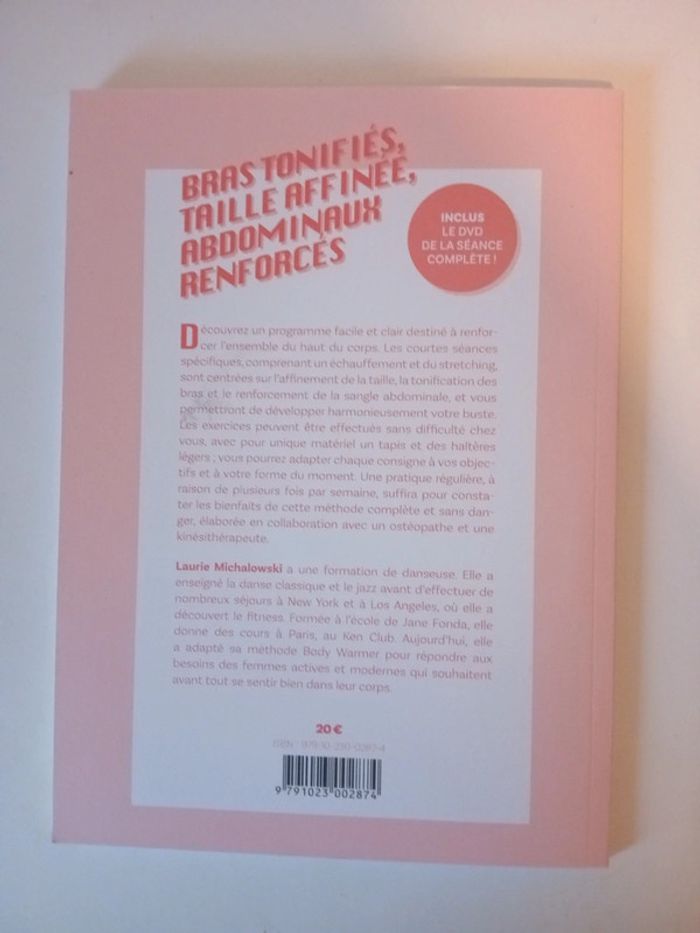 BRAS TONIFIÉS,
TAILLE AFFINÉE,
ABDOMINAUX
RENFORCÉS
INCLUS
LE DVD
DE LA SÉANCE
COMPLÈTE !
Découvrez un programme facile et clair destiné à renfor-
cer l'ensemble du haut du corps. Les courtes séances
spécifiques, comprenant un échauffement et du stretching,
sont centrées sur l'affinement de la taille, la tonification des
bras et le renforcement de la sangle abdominale, et vous
permettront de développer harmonieusement votre buste.
Les exercices peuvent être effectués sans difficulté chez
vous, avec pour unique matériel un tapis et des haltères
légers ; vous pourrez adapter chaque consigne à vos objec-
tifs et à votre forme du moment. Une pratique régulière, à
raison de plusieurs fois par semaine, suffira pour consta-
ter les bienfaits de cette méthode complète et sans dan-
ger, élaborée en collaboration avec un ostéopathe et une
kinésithérapeute.
Laurie Michalowski a une formation de danseuse. Elle a
enseigné la danse classique et le jazz avant d'effectuer de
nombreux séjours à New York et à Los Angeles, où elle a
découvert le fitness. Formée à l'école de Jane Fonda, elle
donne des cours à Paris, au Ken Club. Aujourd'hui, elle
a adapté sa méthode Body Warmer pour répondre aux
besoins des femmes actives et modernes qui souhaitent
avant tout se sentir bien dans leur corps.
20 €
ISBN : 979-10-230-0287-4
9 791023 002874